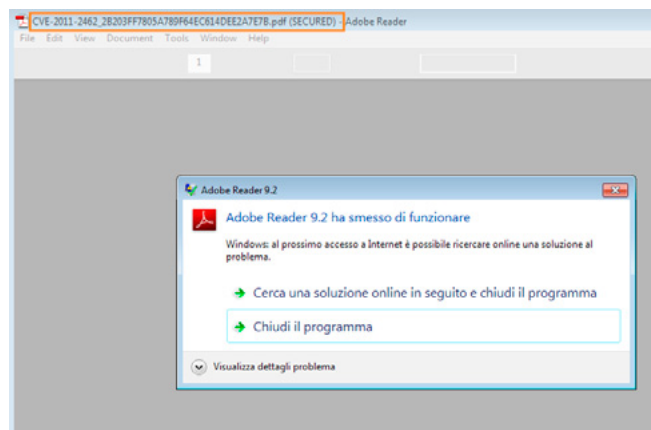 CVE-2011-2462_2B203FF7805A789F64EC614DEE2A7E7B.pdf (SECURED) - Adobe Reader
File Edit View Document Tools Window Help
1
Adobe Reader 9.2
Adobe Reader 9.2 ha smesso di funzionare
Windows: al prossimo accesso a Internet è possibile ricercare online una soluzione al
problema.
Cerca una soluzione online in seguito e chiudi il programma
Chiudi il programma
Visualizza dettagli problema